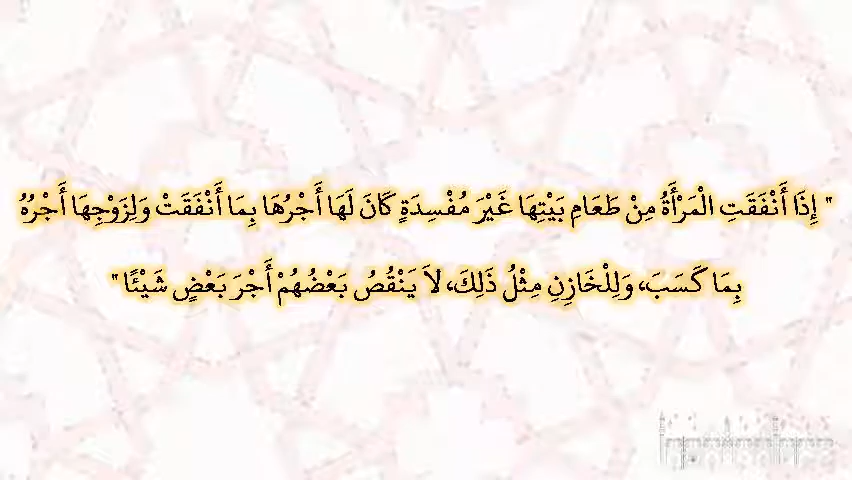 " إِذَا أَنْفَقَتِ الْمَرْأَةُ مِنْ طَعَامِ بَيْتِهَا غَيْرَ مُفْسِدَةٍ كَانَ لَهَا أَجْرُهَا بِمَا أَنْفَقَتْ وَلِزَوْجِهَا أَجْرُهُ
بِمَا كَسَبَ، وَلِلْخَازِنِ مِثْلُ ذَلِكَ، لاَ يَنْقُصُ بَعْضُهُمْ أَجْرَ بَعْضٍ شَيْئًا "